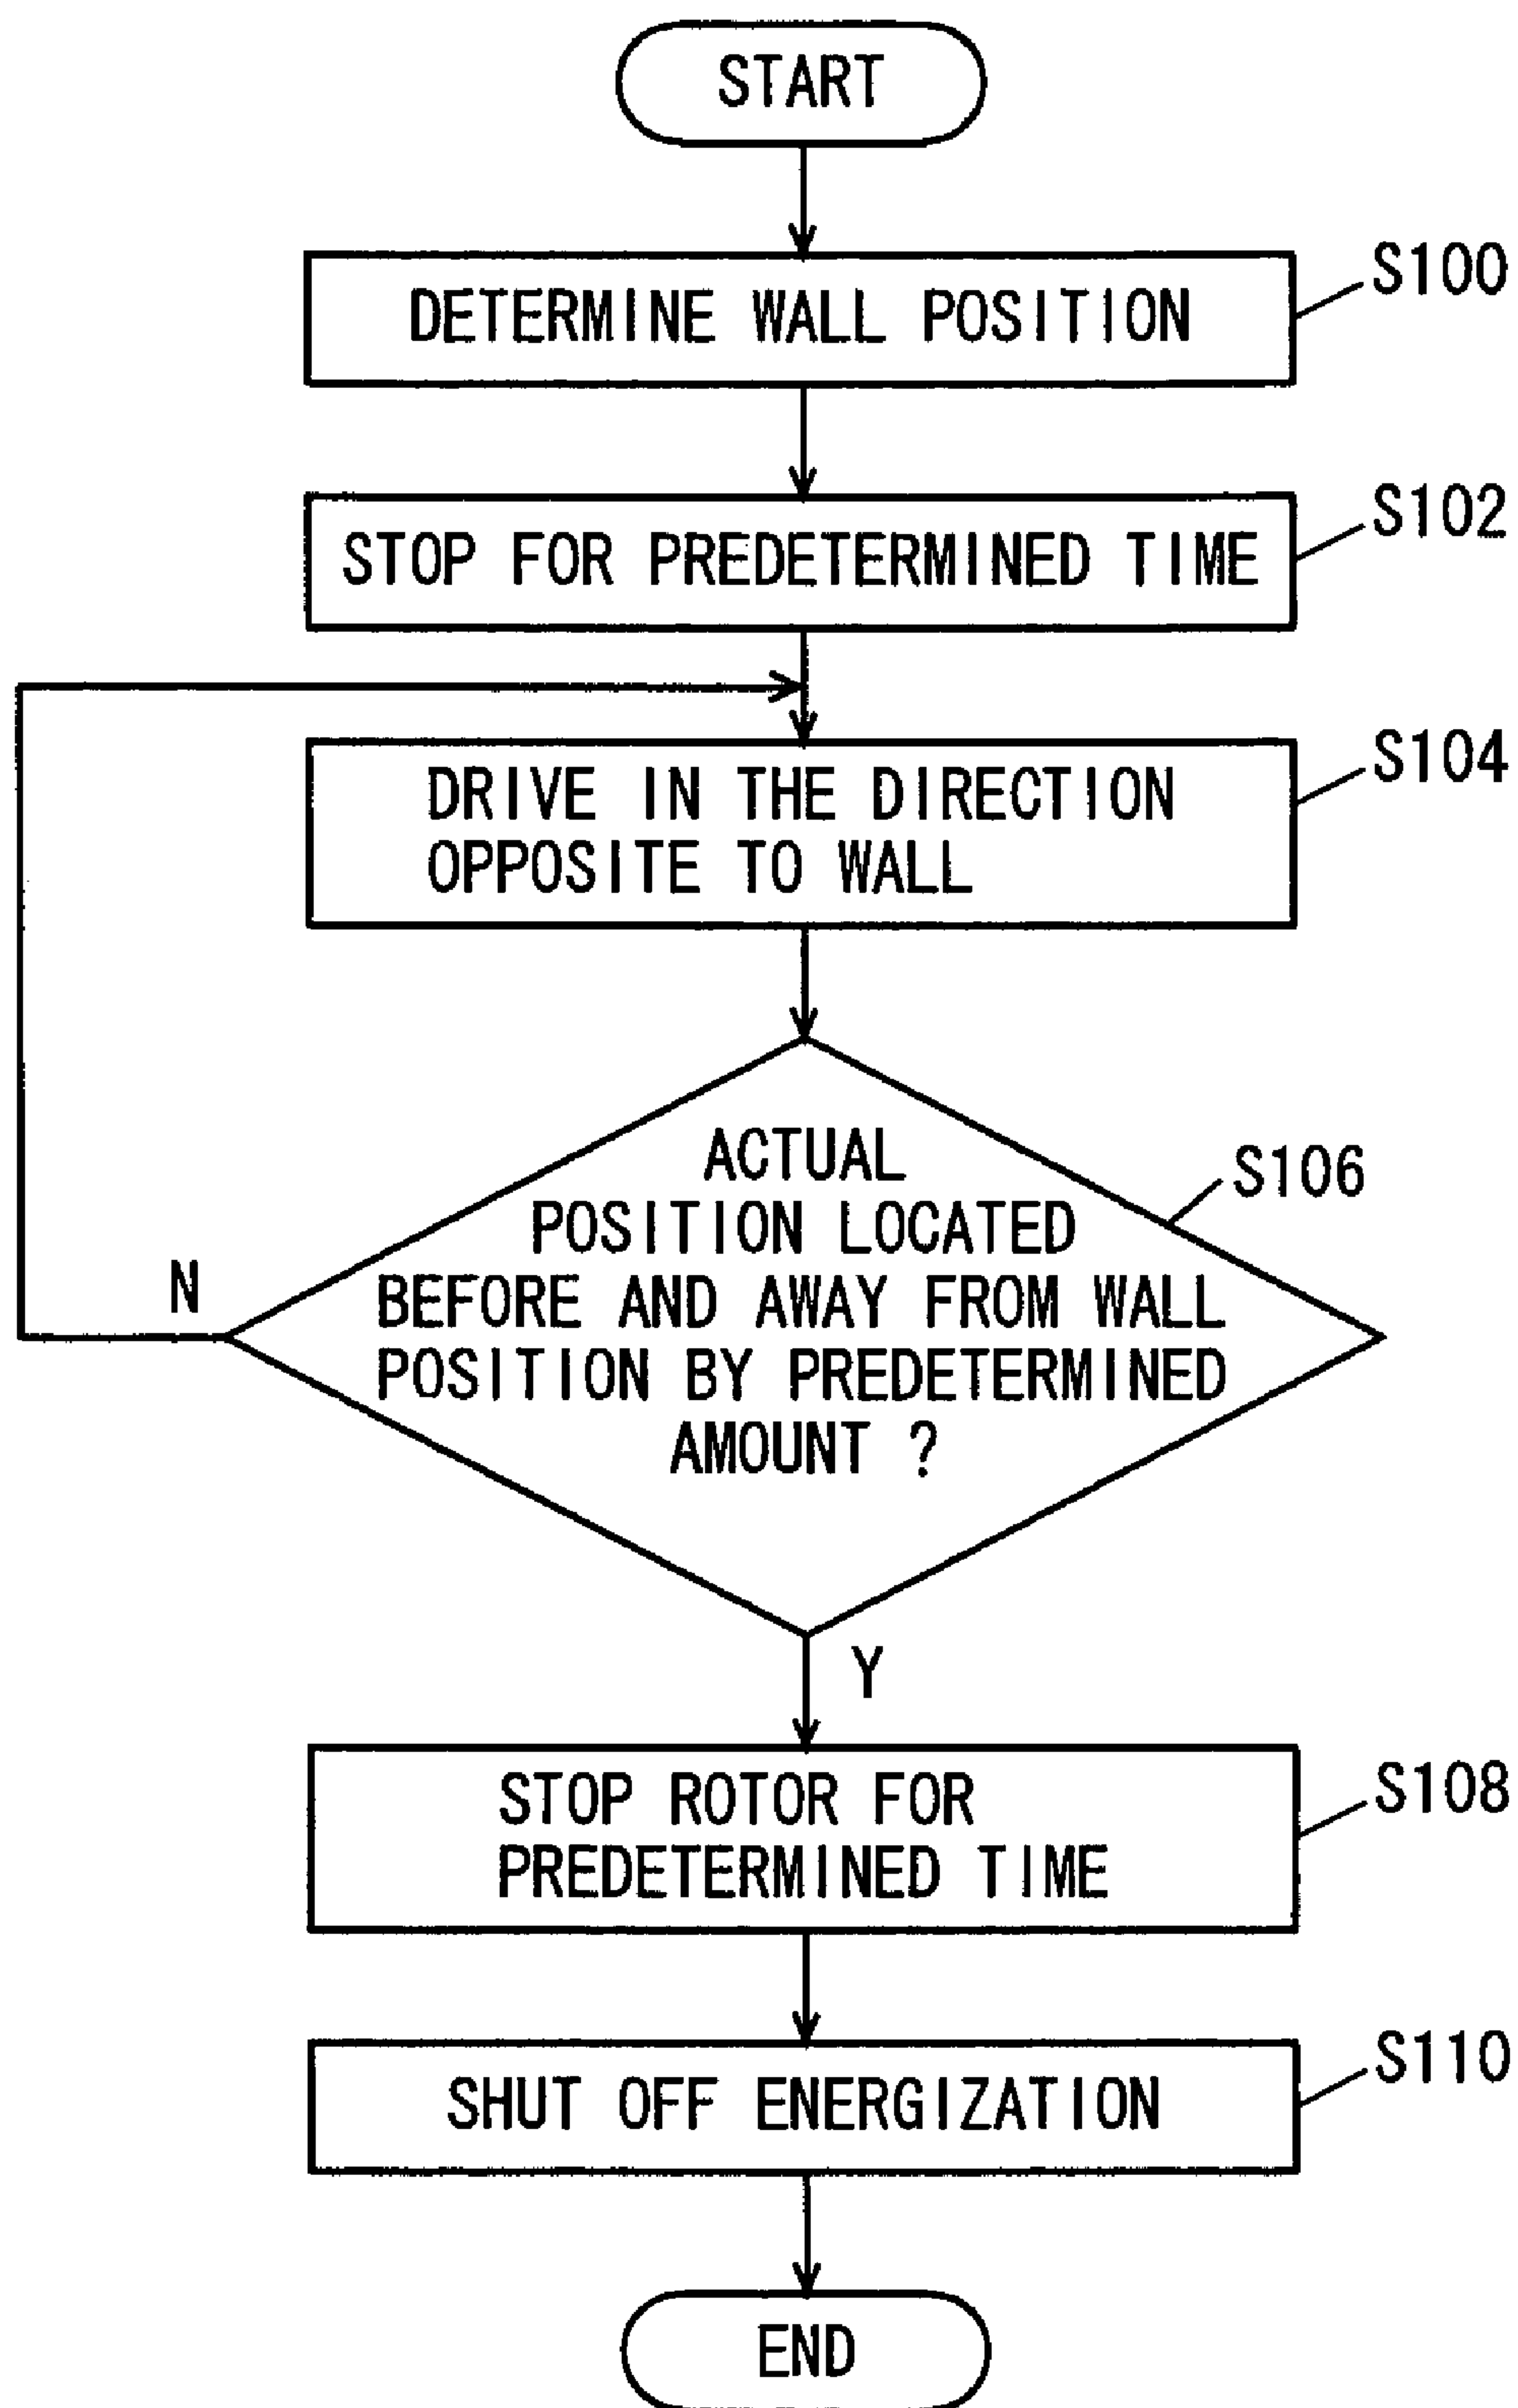 START
DETERMINE WALL POSITION
S100
STOP FOR PREDETERMINED TIME
S102
DRIVE IN THE DIRECTION
OPPOSITE TO WALL
S104
ACTUAL
POSITION LOCATED
BEFORE AND AWAY FROM WALL
POSITION BY PREDETERMINED
AMOUNT ?
S106
N
Y
STOP ROTOR FOR
PREDETERMINED TIME
S108
SHUT OFF ENERGIZATION
S110
END